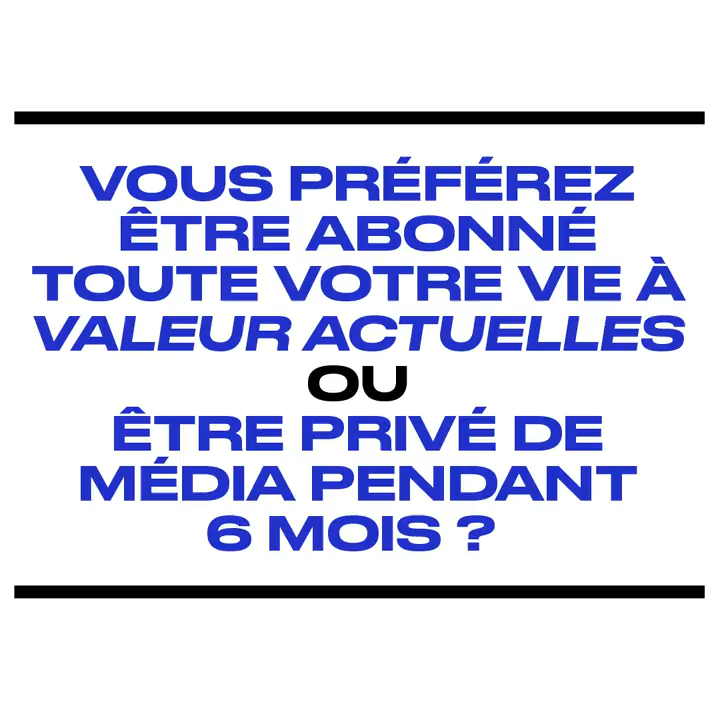 VOUS PRÉFÉREZ
ÊTRE ABONNÉ
TOUTE VOTRE VIE À
VALEUR ACTUELLES
OU
ÊTRE PRIVÉ DE
MÉDIA PENDANT
6 MOIS ?